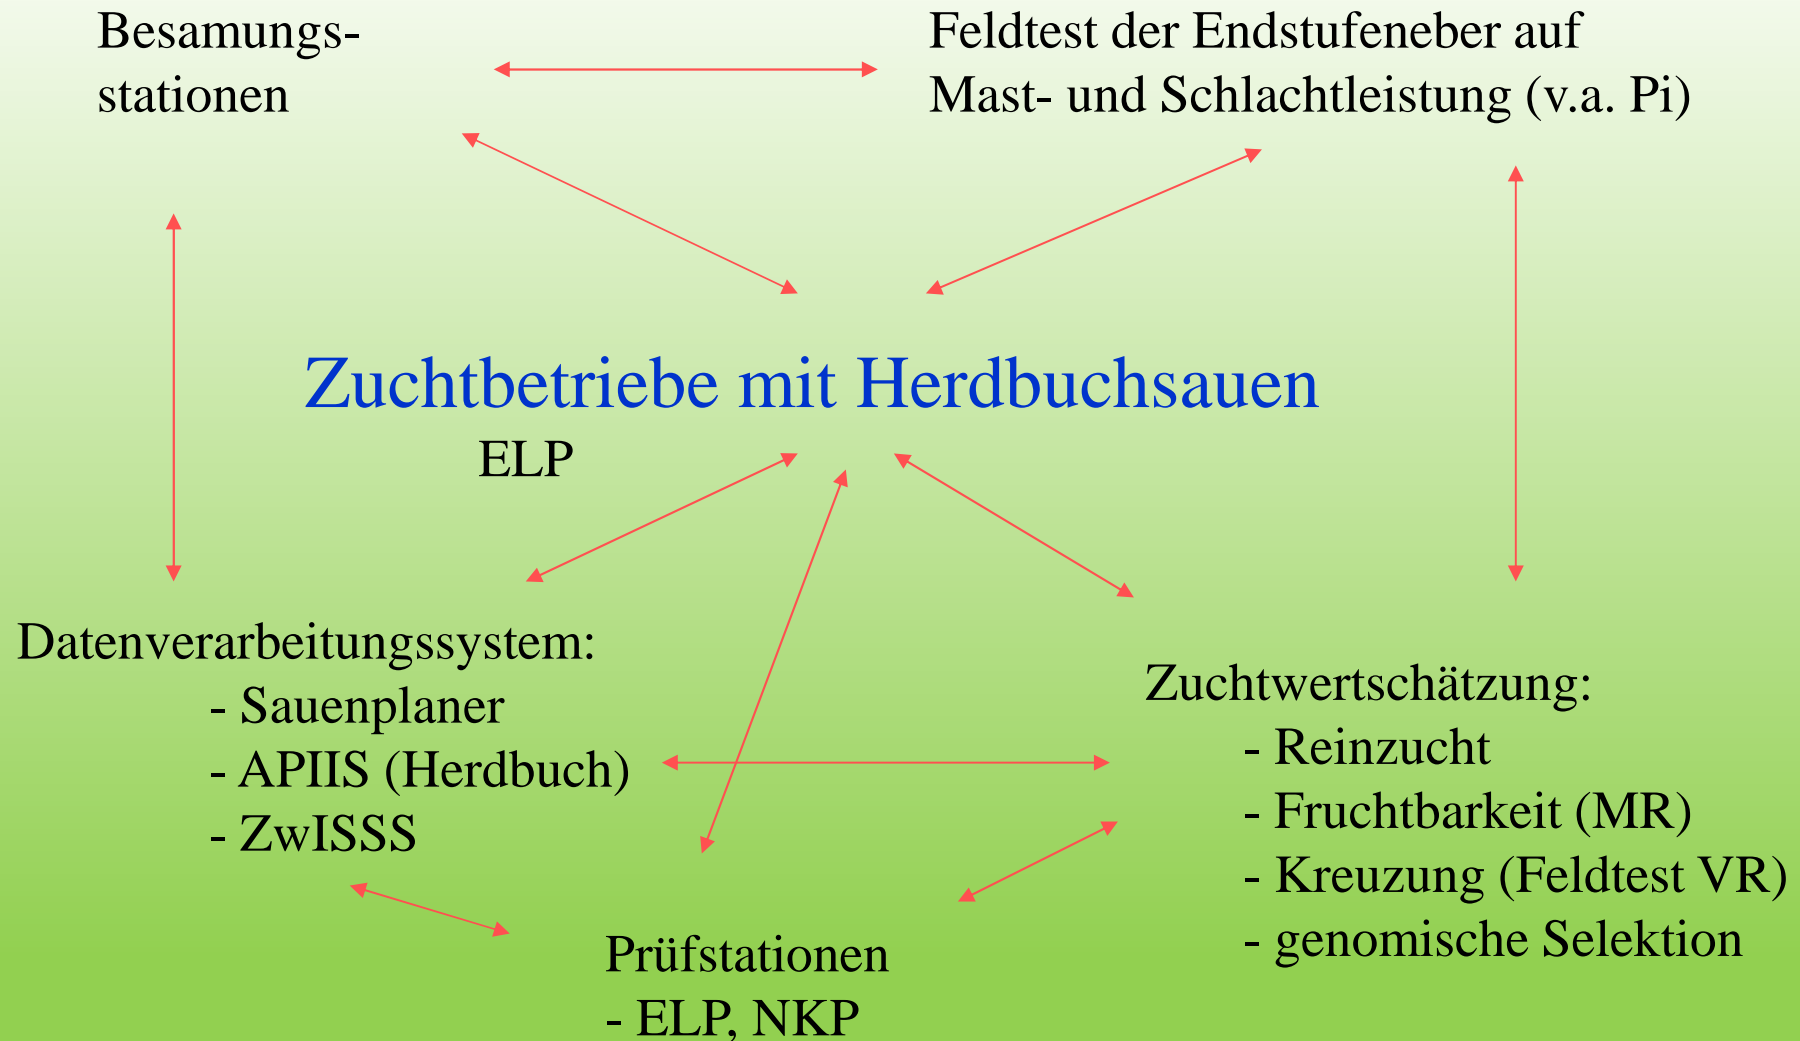 Besamungs-
stationen
Feldtest der Endstufeneber auf
Mast- und Schlachtleistung (v.a. Pi)
Zuchtbetriebe mit Herdbuchsauen
ELP
Datenverarbeitungssystem:
- Sauenplaner
- APIIS (Herdbuch)
- ZwISSS
Zuchtwertschätzung:
- Reinzucht
- Fruchtbarkeit (MR)
- Kreuzung (Feldtest VR)
- genomische Selektion
Prüfstationen
- ELP, NKP